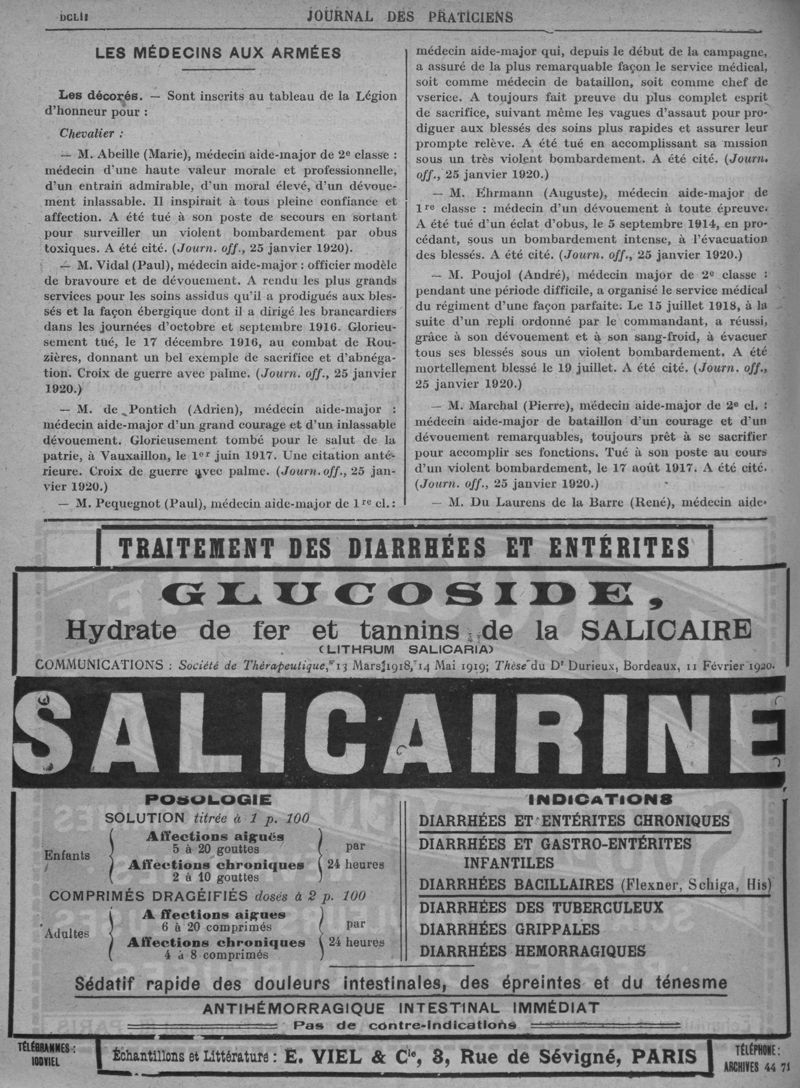 DCLII
JOURNAL DES PRATICIENS
LES MÉDECINS AUX ARMÉES
Les décorés. — Sont inscrits au tableau de la Légion
d'honneur pour :
Chevalier :
— M. Abeille (Marie), médecin aide-major de 2e classe :
médecin d'une haute valeur morale et professionnelle,
d'un entrain admirable, d'un moral élevé, d'un dévoue-
ment inlassable. Il inspirait à tous pleine confiance et
affection. A été tué à son poste de secours en sortant
pour surveiller un violent bombardement par obus
toxiques. A été cité. (Journ. off., 25 janvier 1920).
— M. Vidal (Paul), médecin aide-major : officier modèle
de bravoure et de dévouement. A rendu les plus grands
services pour les soins assidus qu'il a prodigués aux bles-
sés et la façon ébergique dont il a dirigé les brancardiers
dans les journées d'octobre et septembre 1916. Glorieu-
sement tué, le 17 décembre 1916, au combat de Rou-
zières, donnant un bel exemple de sacrifice et d'abnéga-
tion. Croix de guerre avec palme. (Journ. off., 25 janvier
1920.)
— M. de Pontich (Adrien), médecin aide-major :
médecin aide-major d'un grand courage et d'un inlassable
dévouement. Glorieusement tombé pour le salut de la
patrie, à Vauxaillon, le 1er juin 1917. Une citation anté-
rieure. Croix de guerre avec palme. (Journ. off., 25 jan-
vier 1920.)
— M. Pequegnot (Paul), médecin aide-major de 1re cl. :
médecin aide-major qui, depuis le début de la campagne,
a assuré de la plus remarquable façon le service médical,
soit comme médecin de bataillon, soit comme chef de
vserice. A toujours fait preuve du plus complet esprit
de sacrifice, suivant même les vagues d'assaut pour pro-
diguer aux blessés des soins plus rapides et assurer leur
prompte relève. A été tué en accomplissant sa mission
sous un très violent bombardement. A été cité. (Journ.
off., 25 janvier 1920.)
— M. Ehrmann (Auguste), médecin aide-major de
1re classe : médecin d'un dévouement à toute épreuve.
A été tué d'un éclat d'obus, le 5 septembre 1914, en pro-
cédant, sous un bombardement intense, à l'évacuation
des blessés. A été cité. (Journ. off., 25 janvier 1920.)
— M. Poujol (André), médecin major de 2e classe :
pendant une période difficile, a organisé le service médical
du régiment d'une façon parfaite. Le 15 juillet 1918, à la
suite d'un repli ordonné par le commandant, a réussi,
grâce à son dévouement et à son sang-froid, à évacuer
tous ses blessés sous un violent bombardement. A été
mortellement blessé le 19 juillet. A été cité. (Journ. off.,
25 janvier 1920.)
— M. Marchal (Pierre), médecin aide-major de 2e cl. :
médecin aide-major de bataillon d'un courage et d'un
dévouement remarquables, toujours prêt à se sacrifier
pour accomplir ses fonctions. Tué à son poste au cours
d'un violent bombardement, le 17 août 1917. A été cité.
(Journ. off., 25 janvier 1920.)
— M. Du Laurens de la Barre (René), médecin aide-
TRAITEMENT DES DIARRHÉES ET ENTÉRITES
GLUCOSIDE,
Hydrate de fer et tannins de la SALICAIRE
(LITHRUM SALICARIA)
COMMUNICATIONS : Société de Thérapeutique, 13 Mars 1918, 14 Mai 1919; Thèse du Dr Durieux, Bordeaux, 11 Février 1920.
SALICAIRINE
POSOLOGIE
SOLUTION titrée à 1 p. 100
Enfants
Affections aiguës
5 à 20 gouttes
Affections chroniques
2 à 10 gouttes
par
24 heures
COMPRIMÉS DRAGÉIFIÉS dosés à 2 p. 100
Adultes
Affections aigues
6 à 20 comprimés
Affections chroniques
4 à 8 comprimés
par
24 heures
INDICATIONS
DIARRHÉES ET ENTÉRITES CHRONIQUES
DIARRHÉES ET GASTRO-ENTÉRITES
INFANTILES
DIARRHÉES BACILLAIRES (Flexner, Schiga, His)
DIARRHÉES DES TUBERCULEUX
DIARRHÉES GRIPPALES
DIARRHÉES HEMORRAGIQUES
Sédatif rapide des douleurs intestinales, des épreintes et du ténesme
ANTIHÉMORRAGIQUE INTESTINAL IMMÉDIAT
Pas de contre-indications
TÉLÉGRAMMES :
IODVIEL
Échantillons et Littérature : E. VIEL & Cie, 3, Rue de Sévigné, PARIS
TÉLÉPHONE :
ARCHIVES 44 71